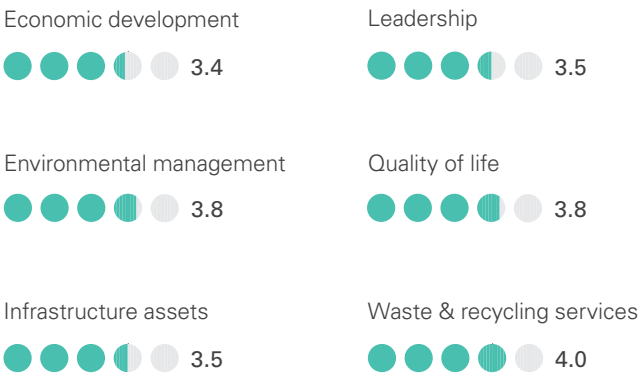 Economic development
3.4
Leadership
3.5
Environmental management
3.8
Quality of life
3.8
Infrastructure assets
3.5
Waste & recycling services
4.0